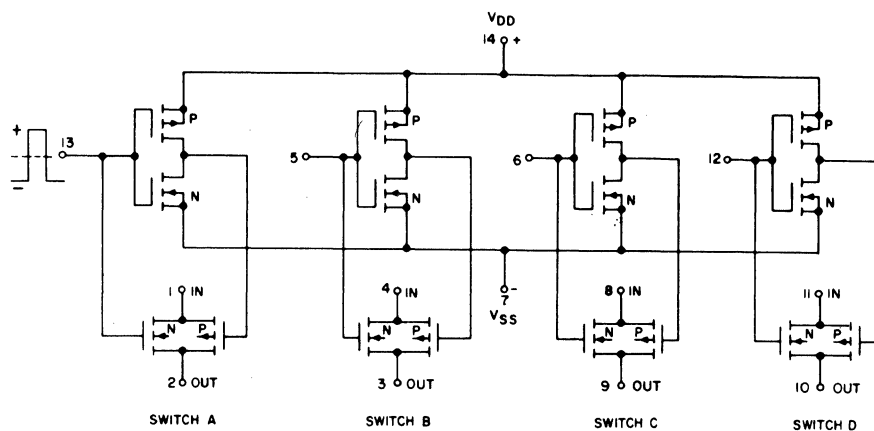 VDD
14 +
+
13
-
P
N
5
P
N
6
P
N
12
P
N
1 IN
N P
2 OUT
SWITCH A
4 IN
N P
3 OUT
SWITCH B
-
7
VSS
8 IN
N P
9 OUT
SWITCH C
11 IN
N P
10 OUT
SWITCH D